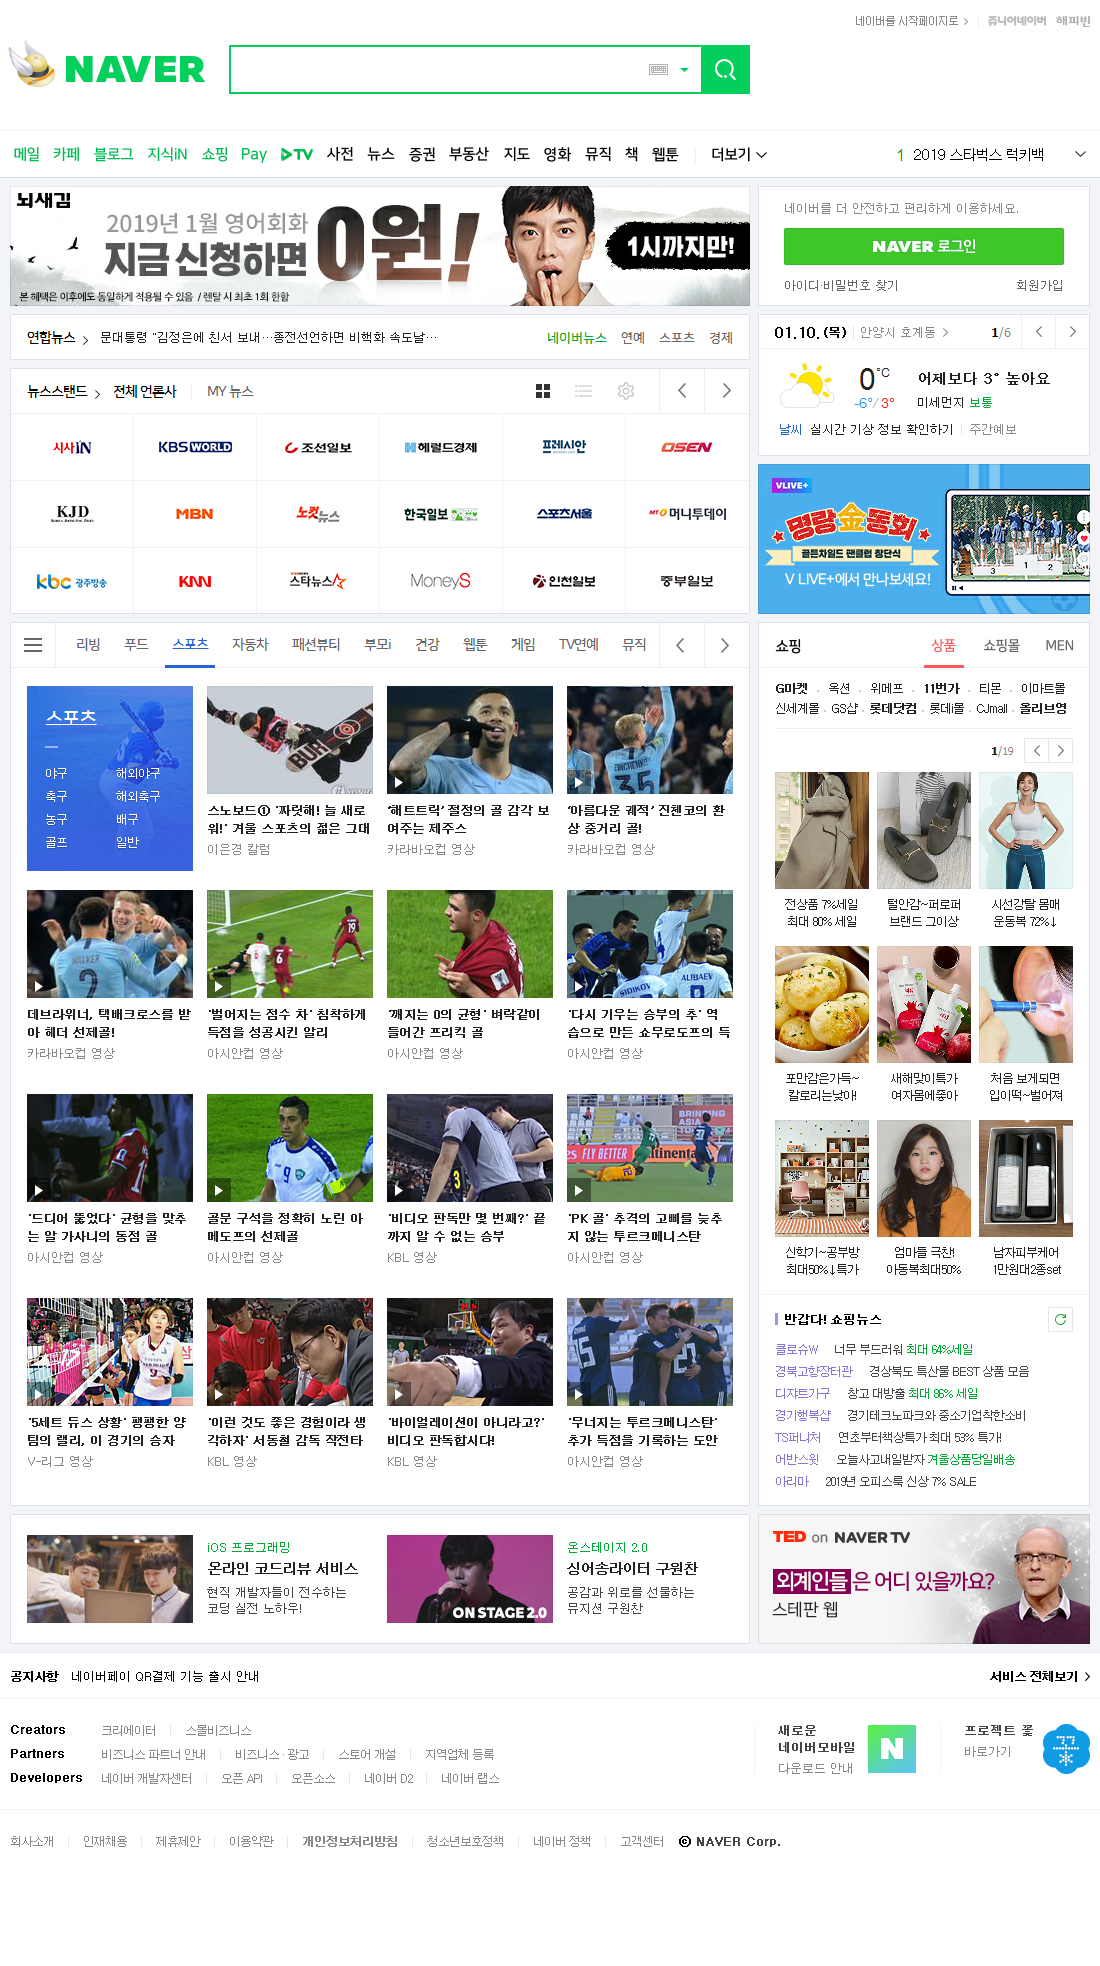 네이버를 시작페이지로
쥬니어네이버 해피빈
NAVER
메일 카페 블로그 지식iN 쇼핑 Pay TV 사전 뉴스 증권 부동산 지도 영화 뮤직 책 웹툰 더보기
1 2019 스타벅스 럭키백
뇌새김
2019년 1월 영어회화
지금 신청하면 0원!
1시까지만!
본 혜택은 이후에도 동일하게 적용될 수 있음 / 렌탈 시 최초 1회 한함
네이버를 더 안전하고 편리하게 이용하세요.
NAVER 로그인
아이디·비밀번호 찾기 회원가입
연합뉴스 문대통령 "김정은에 친서 보내…종전선언하면 비핵화 속도날…
네이버뉴스 연예 스포츠 경제
01.10.(목) 안양시 호계동 1/6
0°C
-6°/3°
어제보다 3° 높아요
미세먼지 보통
날씨 실시간 기상 정보 확인하기 주간예보
뉴스스탠드 전체 언론사 MY 뉴스
시사IN KBS WORLD 조선일보 헤럴드경제 프레시안 OSEN
KJD MBN 노컷뉴스 한국일보 스포츠서울 MT머니투데이
kbc 광주방송 KNN 스타뉴스 MoneyS 인천일보 중부일보
VLIVE+
명랑金동회
골든차일드 팬클럽 창단식
V LIVE+에서 만나보세요!
리빙 푸드 스포츠 자동차 패션뷰티 부모i 건강 웹툰 게임 TV연예 뮤직
스포츠
야구 해외야구
축구 해외축구
농구 배구
골프 일반
스노보드① '짜릿해! 늘 새로
워!' 겨울 스포츠의 젊은 그대
이은경 칼럼
'해트트릭' 절정의 골 감각 보
여주는 제주스
카라바오컵 영상
'아름다운 궤적' 진첸코의 환
상 중거리 골!
카라바오컵 영상
데브라위너, 택배크로스를 받
아 헤더 선제골!
카라바오컵 영상
'벌어지는 점수 차' 침착하게
득점을 성공시킨 알리
아시안컵 영상
'깨지는 0의 균형' 벼락같이
들어간 프리킥 골
아시안컵 영상
'다시 기우는 승부의 추' 역
습으로 만든 쇼무로도프의 득
아시안컵 영상
'드디어 뚫었다' 균형을 맞추
는 알 가사니의 동점 골
아시안컵 영상
골문 구석을 정확히 노린 아
메도프의 선제골
아시안컵 영상
'비디오 판독만 몇 번째?' 끝
까지 알 수 없는 승부
KBL 영상
'PK 골' 추격의 고삐를 늦추
지 않는 투르크메니스탄
아시안컵 영상
'5세트 듀스 상황' 팽팽한 양
팀의 랠리, 이 경기의 승자
V-리그 영상
'이런 것도 좋은 경험이라 생
각하자' 서동철 감독 작전타
KBL 영상
'바이얼레이션이 아니라고?'
비디오 판독합시다!
KBL 영상
'무너지는 투르크메니스탄'
추가 득점을 기록하는 도안
아시안컵 영상
쇼핑 상품 쇼핑몰 MEN
G마켓 옥션 위메프 11번가 티몬 이마트몰
신세계몰 GS샵 롯데닷컴 롯데i몰 CJmall 올리브영
1/19
전상품 7%세일
최대 80% 세일
털안감~퍼로퍼
브랜드 그이상
시선강탈 몸매
운동복 72%↓
포만감은가득~
칼로리는낮아!
새해맞이특가
여자몸에좋아
처음 보게되면
입이떡~벌어져
신학기~공부방
최대50%↓특가
엄마들 극찬!
아동복최대50%
남자피부케어
1만원대2종set
반갑다! 쇼핑뉴스
클로슈W 너무 부드러워 최대 64%세일
경북고향장터관 경상북도 특산물 BEST 상품 모음
디자트가구 창고 대방출 최대 86% 세일
경기행복샵 경기테크노파크와 중소기업착한소비
TS퍼니처 연초부터책상특가 최대 53% 특가!
어반스윗 오늘사고내일받자 겨울상품당일배송
아리마 2019년 오피스룩 신상 7% SALE
iOS 프로그래밍
온라인 코드리뷰 서비스
현직 개발자들이 전수하는
코딩 실전 노하우!
ON STAGE 2.0
온스테이지 2.0
싱어송라이터 구원찬
공감과 위로를 선물하는
뮤지션 구원찬
TED on NAVER TV
외계인들은 어디 있을까요?
스테판 웹
공지사항 네이버페이 QR결제 기능 출시 안내
서비스 전체보기
Creators 크리에이터 스몰비즈니스
Partners 비즈니스 파트너 안내 비즈니스·광고 스토어 개설 지역업체 등록
Developers 네이버 개발자센터 오픈 API 오픈소스 네이버 D2 네이버 랩스
새로운
네이버모바일
다운로드 안내
N
프로젝트 꽃
바로가기
회사소개 인재채용 제휴제안 이용약관 개인정보처리방침 청소년보호정책 네이버 정책 고객센터 ⓒ NAVER Corp.